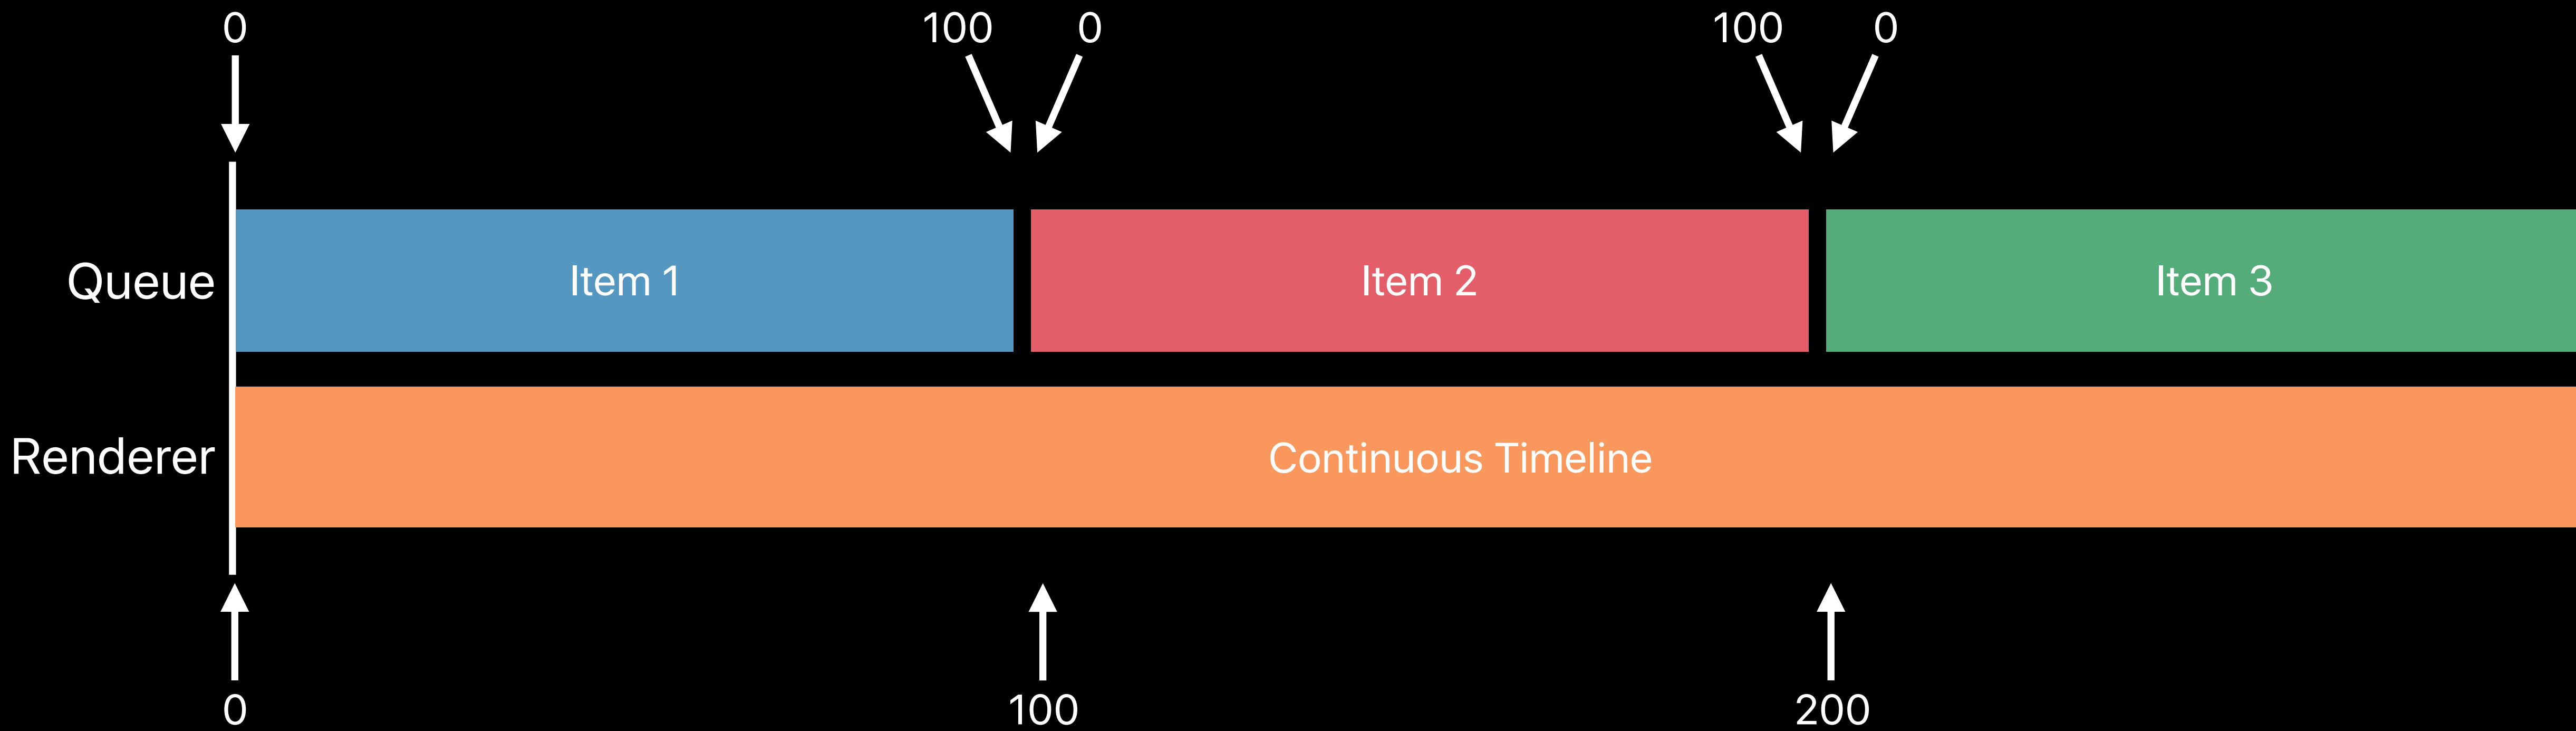 0
100 0
100 0
Queue
Item 1
Item 2
Item 3
Renderer
Continuous Timeline
0
100
200